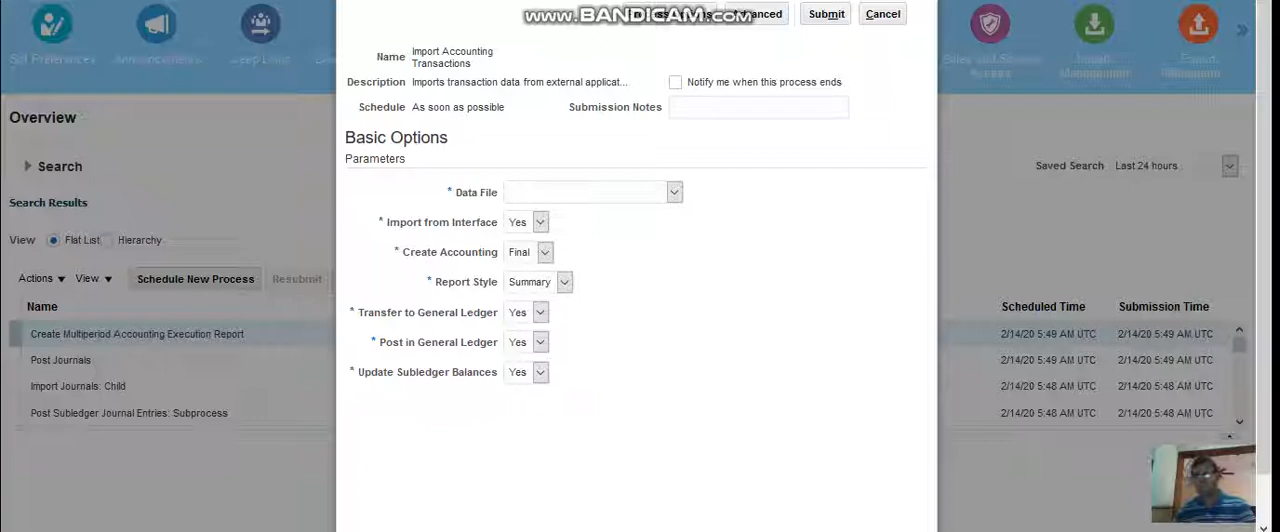 www.BANDICAM.com
Submit
Cancel
Set Preferences
Announcements
Deep Links
Name Import Accounting
Transactions
Description Imports transaction data from external applicat...
Notify me when this process ends
Schedule As soon as possible
Submission Notes
Overview
Search
Saved Search Last 24 hours
Basic Options
Parameters
* Data File
* Import from Interface Yes
* Create Accounting Final
* Report Style Summary
* Transfer to General Ledger Yes
* Post in General Ledger Yes
* Update Subledger Balances Yes
Search Results
View Flat List Hierarchy
Actions View Schedule New Process Resubmit
Name Scheduled Time Submission Time
Create Multiperiod Accounting Execution Report 2/14/20 5:49 AM UTC 2/14/20 5:49 AM UTC
Post Journals 2/14/20 5:49 AM UTC 2/14/20 5:49 AM UTC
Import Journals: Child 2/14/20 5:48 AM UTC 2/14/20 5:48 AM UTC
Post Subledger Journal Entries: Subprocess 2/14/20 5:48 AM UTC 2/14/20 5:48 AM UTC